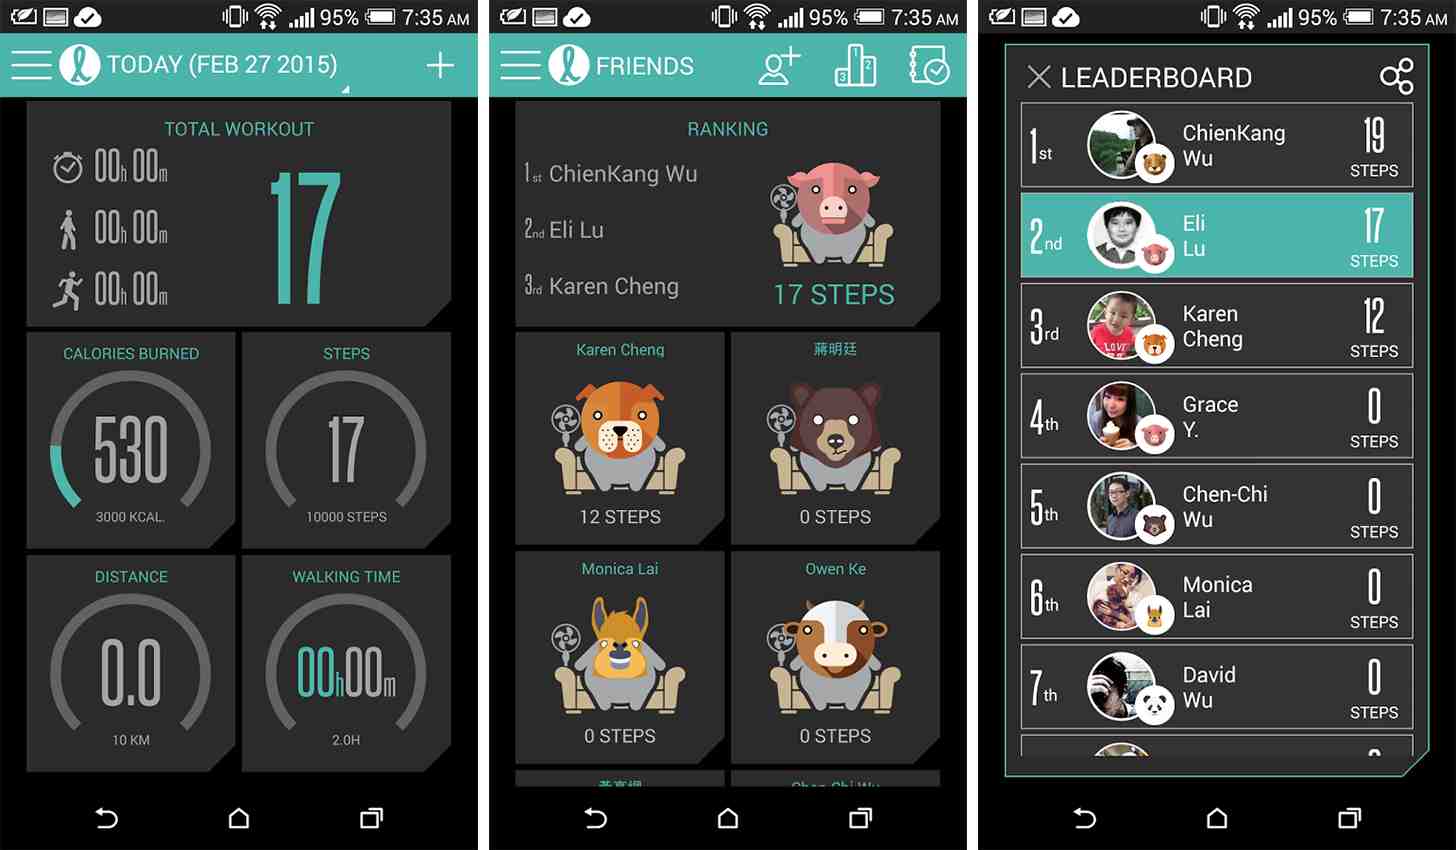 95% 7:35 AM
TODAY (FEB 27 2015)
TOTAL WORKOUT
00h 00m
00h 00m
00h 00m
17
CALORIES BURNED
530
3000 KCAL.
STEPS
17
10000 STEPS
DISTANCE
0.0
10 KM
WALKING TIME
00h00m
2.0H
95% 7:35 AM
FRIENDS
3 1 2
RANKING
1st ChienKang Wu
2nd Eli Lu
3rd Karen Cheng
17 STEPS
Karen Cheng
12 STEPS
蔣明廷
0 STEPS
Monica Lai
0 STEPS
Owen Ke
0 STEPS
Chen-Chi Wu
95% 7:35 AM
LEADERBOARD
1st
ChienKang
Wu
19
STEPS
2nd
Eli
Lu
17
STEPS
3rd
LOVE
Karen
Cheng
12
STEPS
4th
Grace
Y.
0
STEPS
5th
Chen-Chi
Wu
0
STEPS
6th
Monica
Lai
0
STEPS
7th
David
Wu
0
STEPS